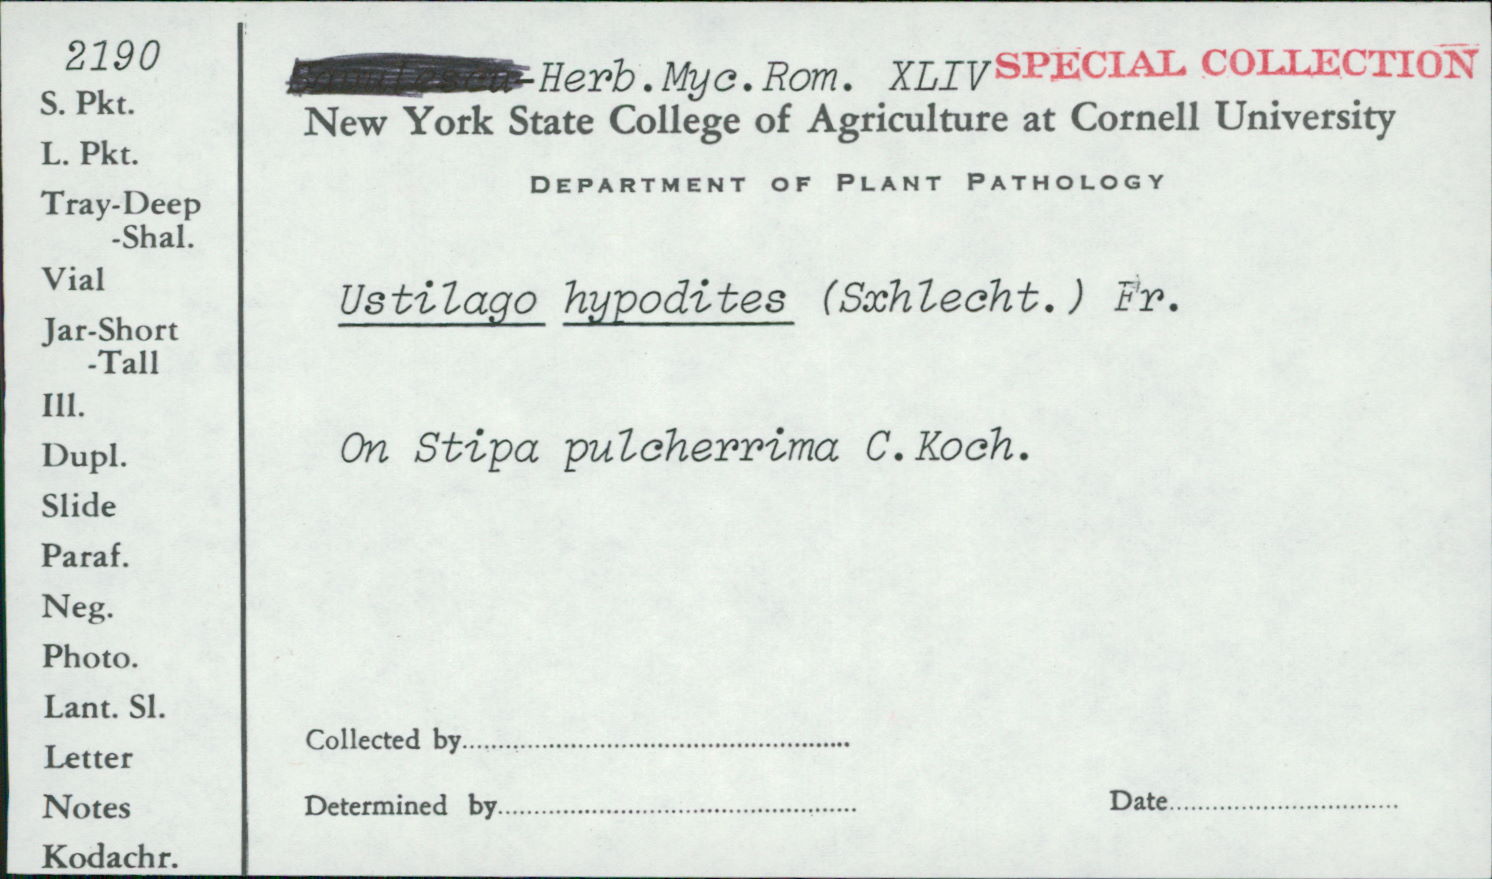 2190
S. Pkt.
L. Pkt.
Tray-Deep
-Shal.
Vial
Jar-Short
-Tall
Ill.
Dupl.
Slide
Paraf.
Neg.
Photo.
Lant. Sl.
Letter
Notes
Kodachr.
-Herb.Myc.Rom. XLIV SPECIAL COLLECTION
New York State College of Agriculture at Cornell University
DEPARTMENT OF PLANT PATHOLOGY
Ustilago hypodites (Sxhlecht.) Fr.
On Stipa pulcherrima C.Koch.
Collected by
Determined by
Date